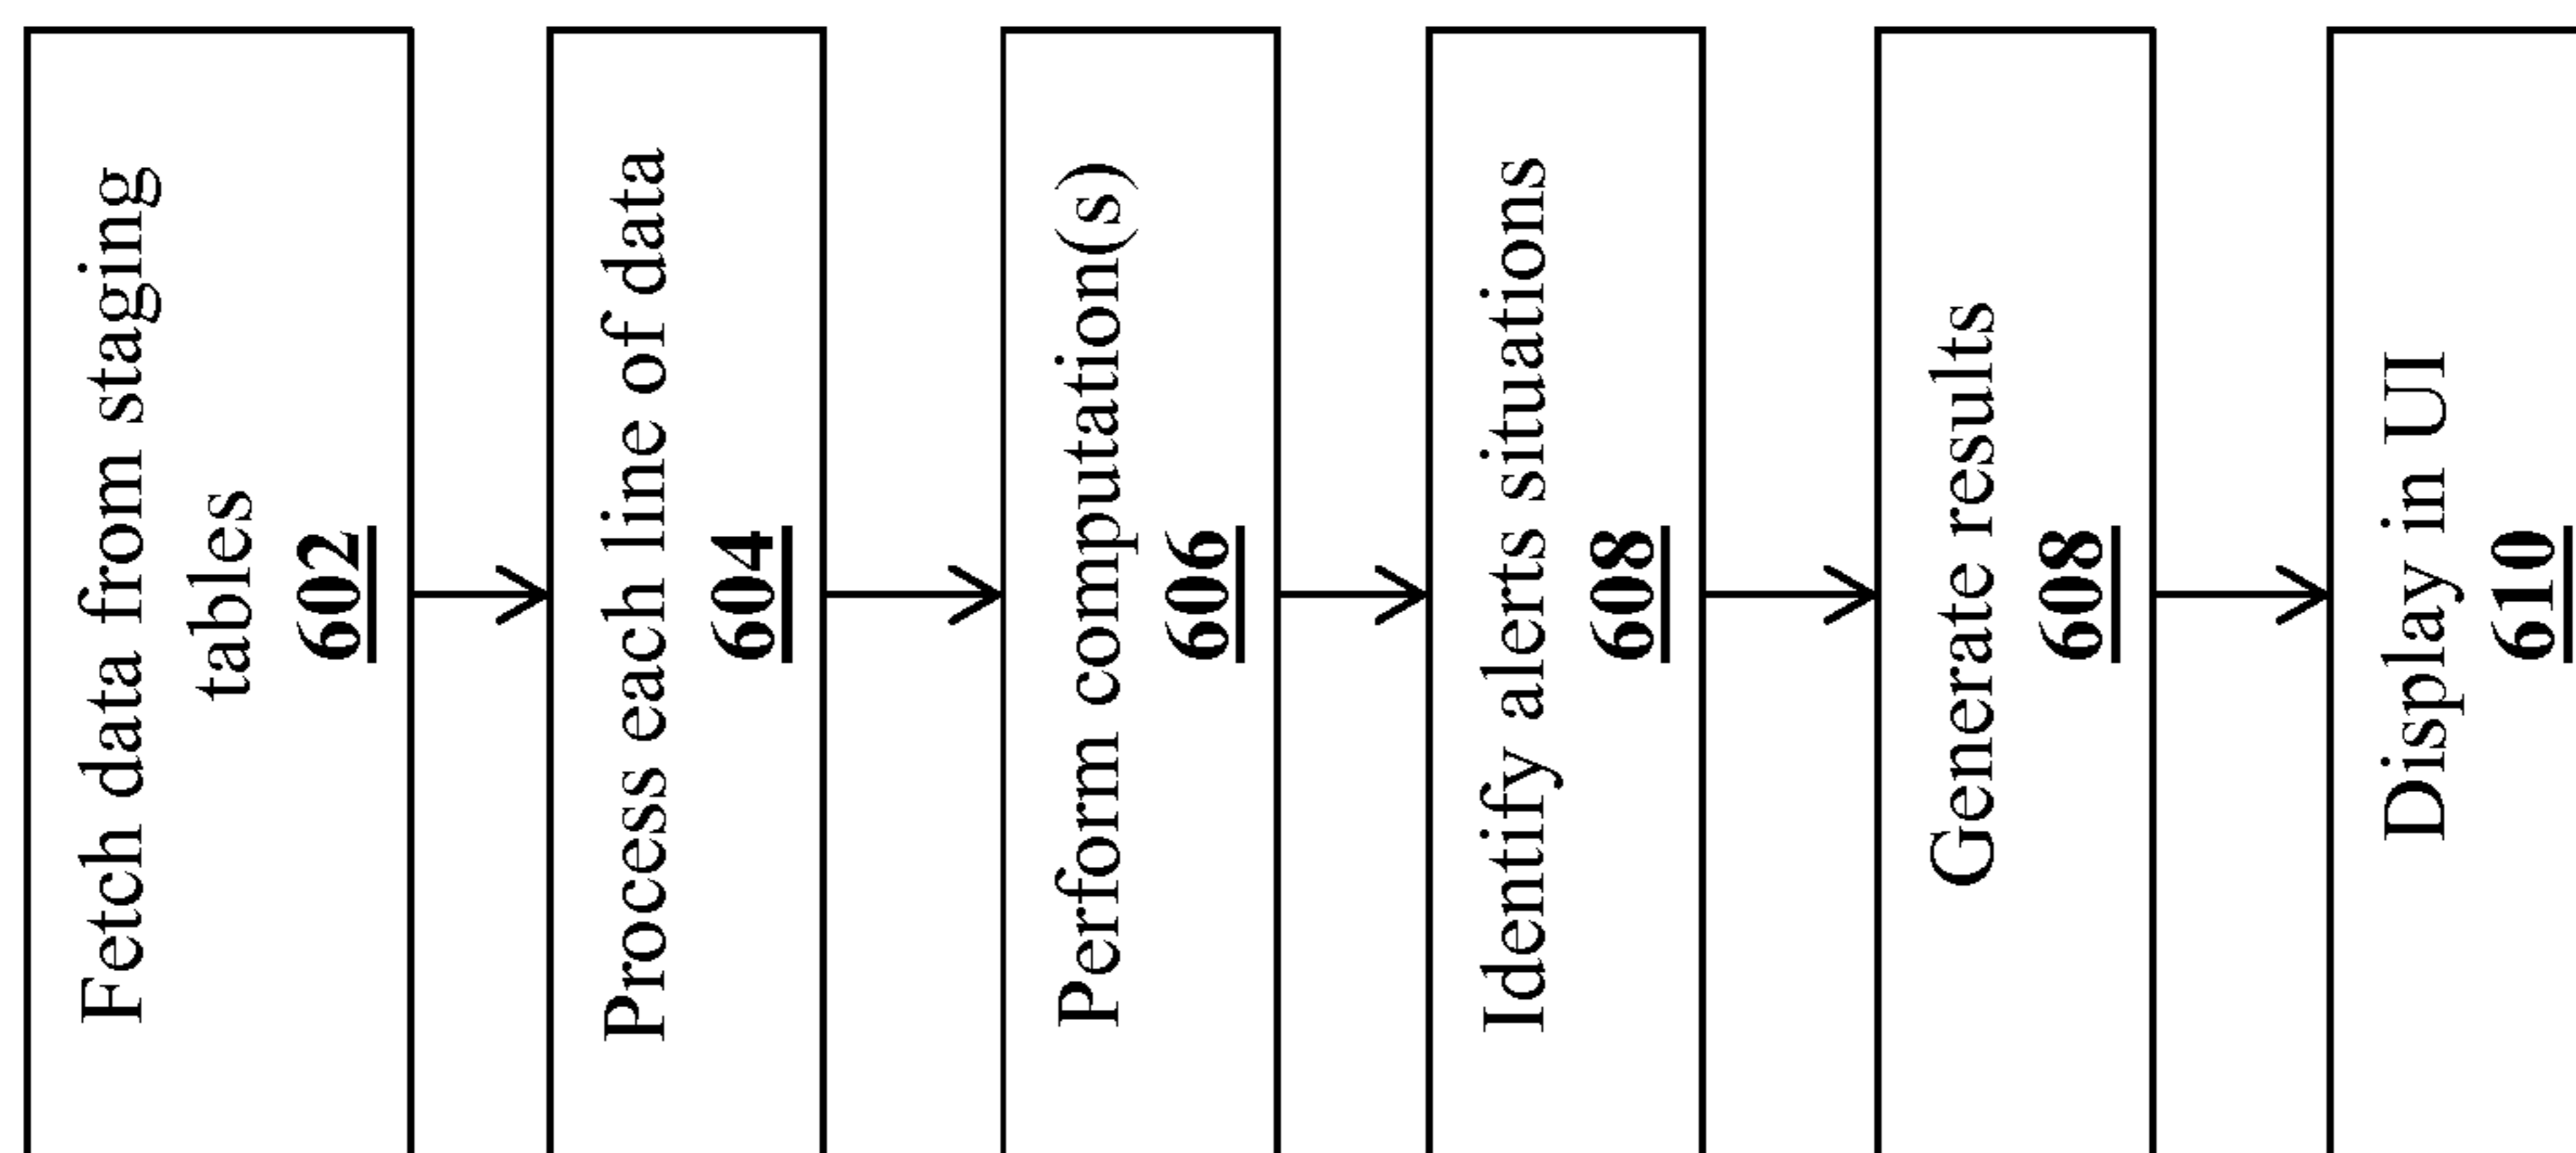 Fetch data from staging
tables
602
Process each line of data
604
Perform computation(s)
606
Identify alerts situations
608
Generate results
608
Display in UI
610